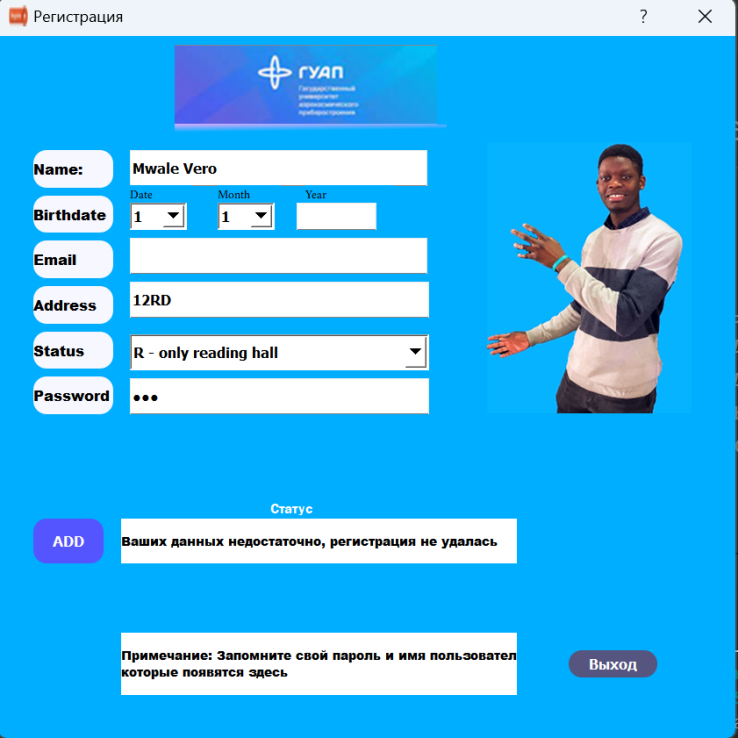 Регистрация
?
ГУАП
Государственный
университет
аэрокосмического
приборостроения
Name:
Mwale Vero
Date
Month
Year
Birthdate
1
1
Email
Address
12RD
Status
R - only reading hall
Password
●●●
Статус
ADD
Ваших данных недостаточно, регистрация не удалась
Примечание: Запомните свой пароль и имя пользовател
которые появятся здесь
Выход